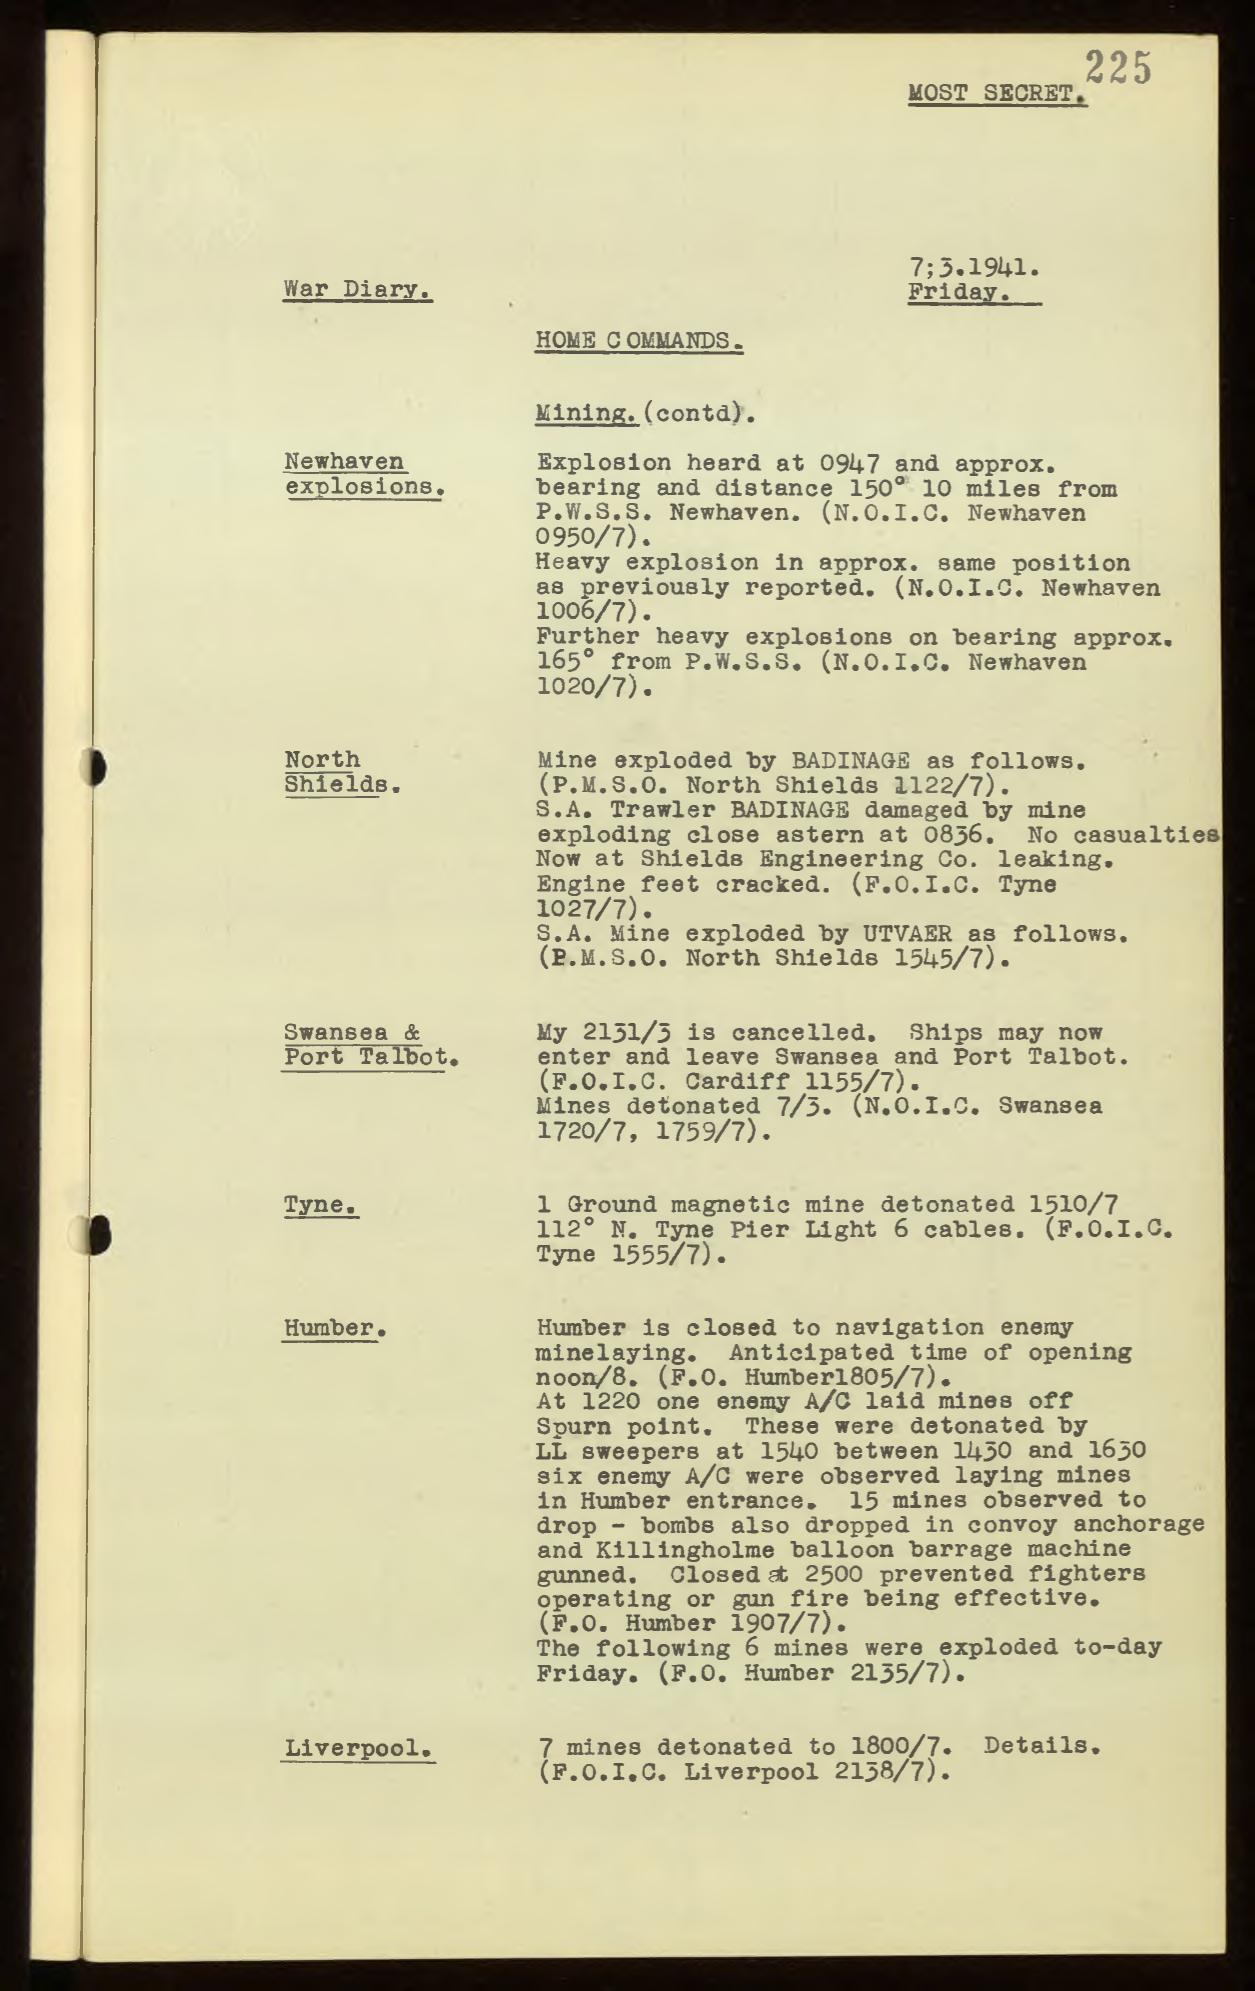 225
MOST SECRET.
7;3.1941.
War Diary.
Friday.
HOME COMMANDS.
Mining. (contd).
Newhaven
explosions.
Explosion heard at 0947 and approx.
bearing and distance 150° 10 miles from
P.W.S.S. Newhaven. (N.O.I.C. Newhaven
0950/7).
Heavy explosion in approx. same position
as previously reported. (N.O.I.C. Newhaven
1006/7).
Further heavy explosions on bearing approx.
165° from P.W.S.S. (N.O.I.C. Newhaven
1020/7).
North
Shields.
Mine exploded by BADINAGE as follows.
(P.M.S.O. North Shields 1122/7).
S.A. Trawler BADINAGE damaged by mine
exploding close astern at 0836. No casualties
Now at Shields Engineering Co. leaking.
Engine feet cracked. (F.O.I.C. Tyne
1027/7).
S.A. Mine exploded by UTVAER as follows.
(P.M.S.O. North Shields 1545/7).
Swansea &
Port Talbot.
My 2131/3 is cancelled. Ships may now
enter and leave Swansea and Port Talbot.
(F.O.I.C. Cardiff 1155/7).
Mines detonated 7/3. (N.O.I.C. Swansea
1720/7, 1759/7).
Tyne.
1 Ground magnetic mine detonated 1510/7
112° N. Tyne Pier Light 6 cables. (F.O.I.C.
Tyne 1555/7).
Humber.
Humber is closed to navigation enemy
minelaying. Anticipated time of opening
noon/8. (F.O. Humber1805/7).
At 1220 one enemy A/C laid mines off
Spurn point. These were detonated by
LL sweepers at 1540 between 1430 and 1630
six enemy A/C were observed laying mines
in Humber entrance. 15 mines observed to
drop - bombs also dropped in convoy anchorage
and Killingholme balloon barrage machine
gunned. Closed at 2500 prevented fighters
operating or gun fire being effective.
(F.O. Humber 1907/7).
The following 6 mines were exploded to-day
Friday. (F.O. Humber 2135/7).
Liverpool.
7 mines detonated to 1800/7. Details.
(F.O.I.C. Liverpool 2138/7).